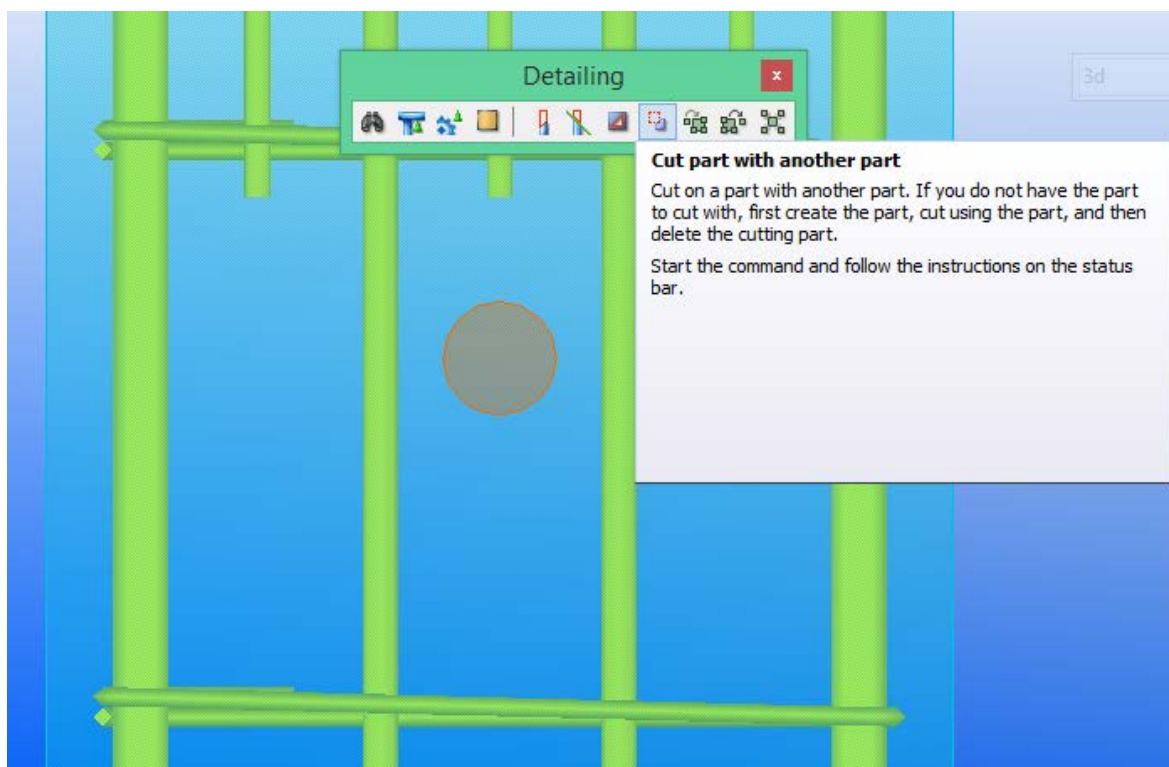 Detailing
3d
Cut part with another part
Cut on a part with another part. If you do not have the part
to cut with, first create the part, cut using the part, and then
delete the cutting part.
Start the command and follow the instructions on the status
bar.